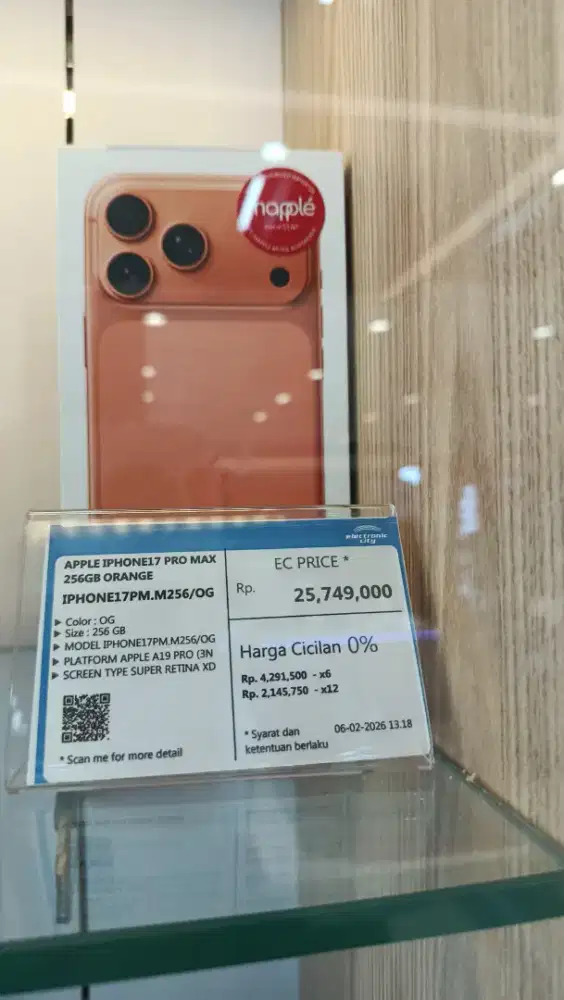 napplé
electronic
city
APPLE IPHONE17 PRO MAX
256GB ORANGE
IPHONE17PM.M256/OG
▶ Color : OG
▶ Size : 256 GB
▶ MODEL IPHONE17PM.M256/OG
▶ PLATFORM APPLE A19 PRO (3N
▶ SCREEN TYPE SUPER RETINA XD
* Scan me for more detail
EC PRICE *
Rp. 25,749,000
Harga Cicilan 0%
Rp. 4,291,500 - x6
Rp. 2,145,750 - x12
* Syarat dan
ketentuan berlaku
06-02-2026 13.18